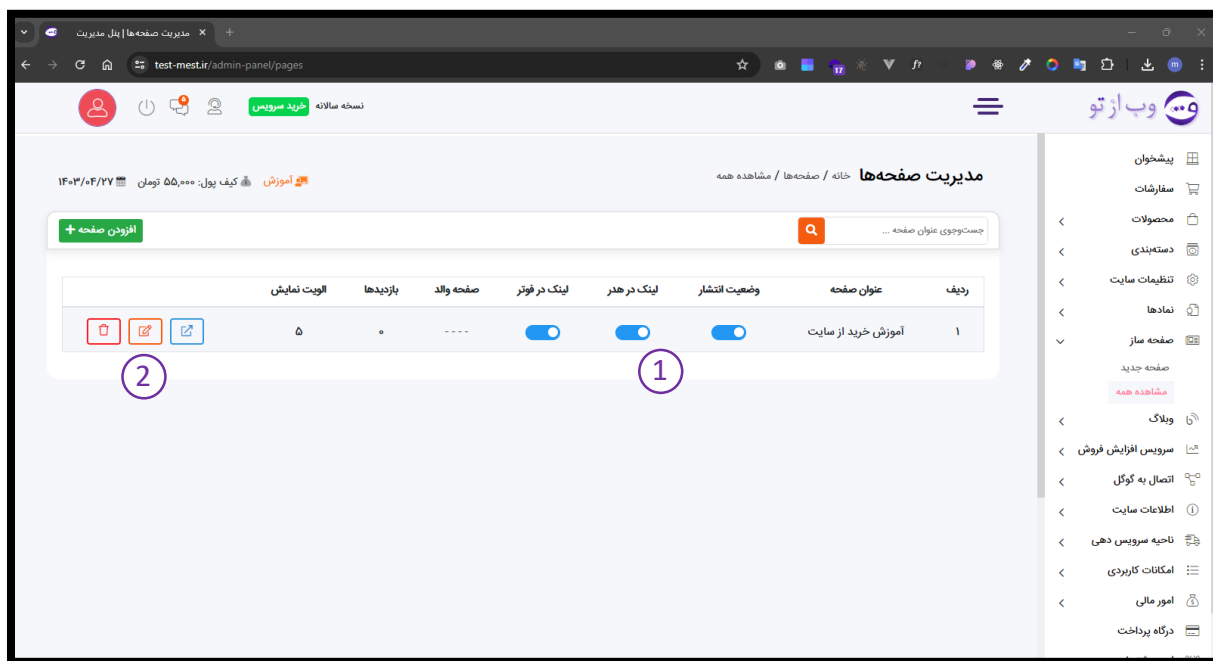 مدیریت صفحه‌ها | پنل مدیریت
test-mest.ir/admin-panel/pages
17
m
وب از تو
نسخه سالانه خرید سرویس
پیشخوان
سفارشات
محصولات
دسته‌بندی
تنظیمات سایت
نمادها
صفحه ساز
صفحه جدید
مشاهده همه
وبلاگ
سرویس افزایش فروش
اتصال به گوگل
اطلاعات سایت
ناحیه سرویس دهی
امکانات کاربردی
امور مالی
درگاه پرداخت
مدیریت صفحه‌ها خانه / صفحه‌ها / مشاهده همه
آموزش کیف پول: ۵۵,۰۰۰ تومان ۱۴۰۳/۰۴/۲۷
جست‌وجوی عنوان صفحه ...
افزودن صفحه +
ردیف عنوان صفحه وضعیت انتشار لینک در هدر لینک در فوتر صفحه والد بازدیدها الویت نمایش
۱ آموزش خرید از سایت ---- ۰ ۵
1
2